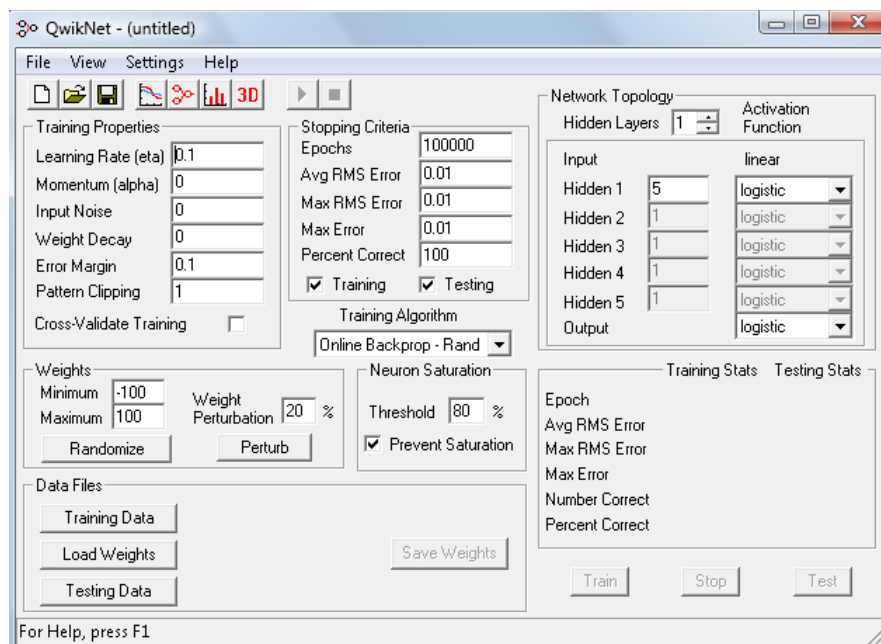 QwikNet - (untitled)
File View Settings Help
3D
Training Properties
Learning Rate (eta) 0.1
Momentum (alpha) 0
Input Noise 0
Weight Decay 0
Error Margin 0.1
Pattern Clipping 1
Cross-Validate Training
Stopping Criteria
Epochs 100000
Avg RMS Error 0.01
Max RMS Error 0.01
Max Error 0.01
Percent Correct 100
Training Testing
Training Algorithm
Online Backprop - Rand
Network Topology
Hidden Layers 1 Activation
Function
Input linear
Hidden 1 5 logistic
Hidden 2 1 logistic
Hidden 3 1 logistic
Hidden 4 1 logistic
Hidden 5 1 logistic
Output logistic
Weights
Minimum -100
Maximum 100
Weight
Perturbation 20 %
Randomize Perturb
Neuron Saturation
Threshold 80 %
Prevent Saturation
Training Stats Testing Stats
Epoch
Avg RMS Error
Max RMS Error
Max Error
Number Correct
Percent Correct
Data Files
Training Data
Load Weights Save Weights
Testing Data
Train Stop Test
For Help, press F1